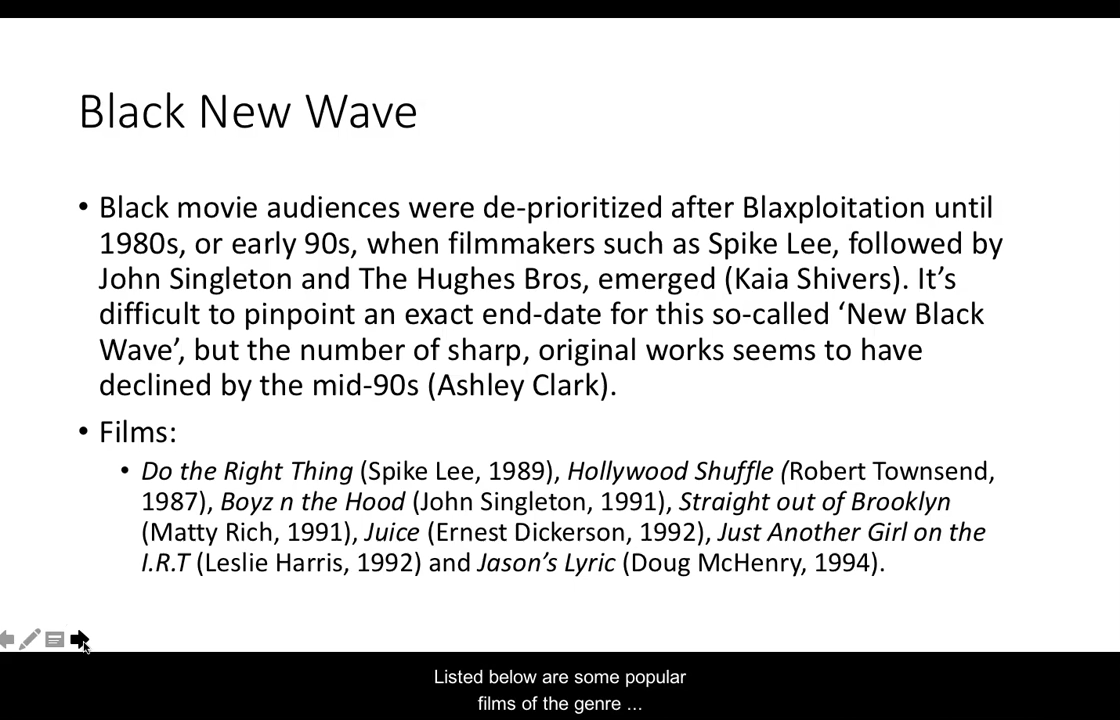 Black New Wave
• Black movie audiences were de-prioritized after Blaxploitation until
1980s, or early 90s, when filmmakers such as Spike Lee, followed by
John Singleton and The Hughes Bros, emerged (Kaia Shivers). It’s
difficult to pinpoint an exact end-date for this so-called ‘New Black
Wave’, but the number of sharp, original works seems to have
declined by the mid-90s (Ashley Clark).
• Films:
• Do the Right Thing (Spike Lee, 1989), Hollywood Shuffle (Robert Townsend,
1987), Boyz n the Hood (John Singleton, 1991), Straight out of Brooklyn
(Matty Rich, 1991), Juice (Ernest Dickerson, 1992), Just Another Girl on the
I.R.T (Leslie Harris, 1992) and Jason’s Lyric (Doug McHenry, 1994).
Listed below are some popular
films of the genre ...